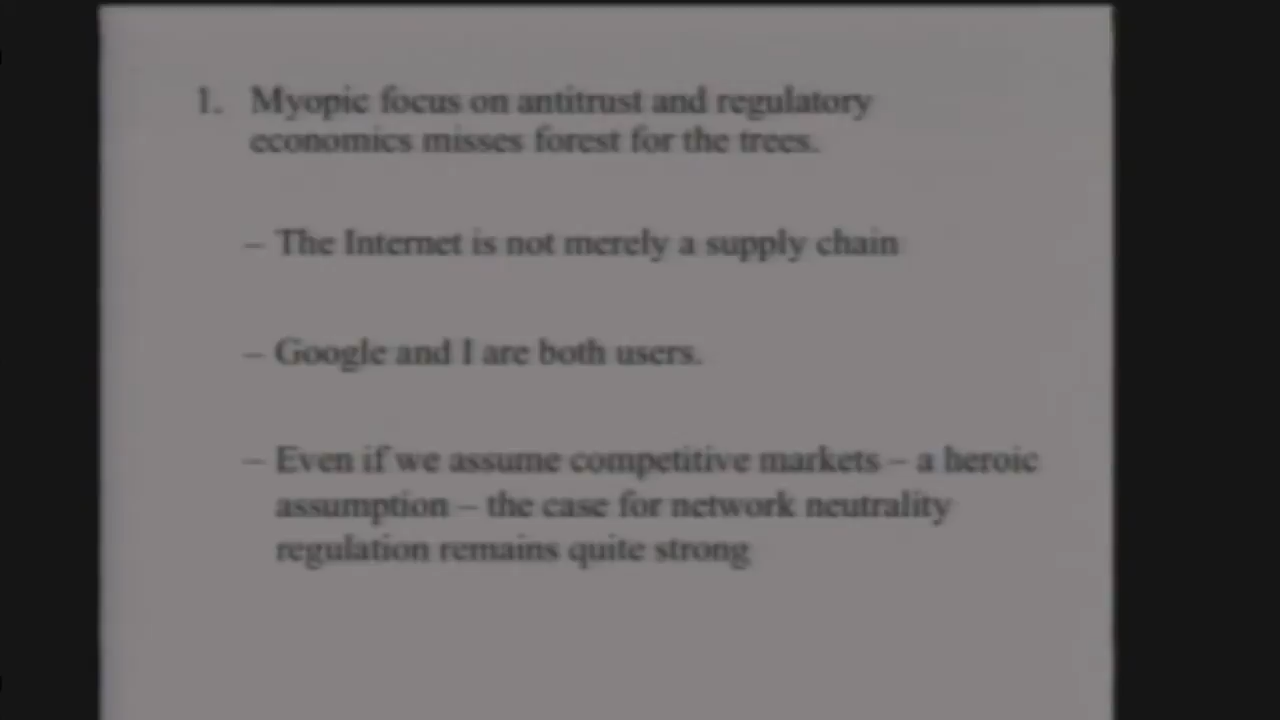 1. Myopic focus on antitrust and regulatory
economics misses forest for the trees.
– The Internet is not merely a supply chain
– Google and I are both users.
– Even if we assume competitive markets – a heroic
assumption – the case for network neutrality
regulation remains quite strong